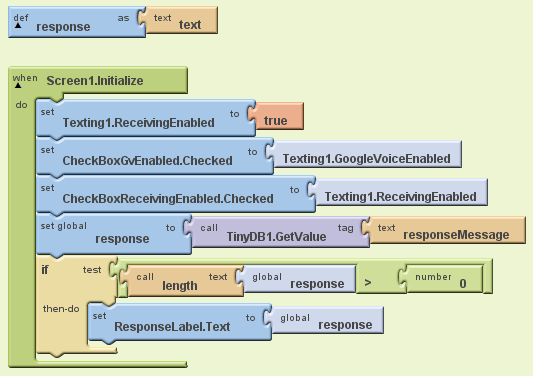 def response as text text
when Screen1.Initialize
do set Texting1.ReceivingEnabled to true
set CheckBoxGvEnabled.Checked to Texting1.GoogleVoiceEnabled
set CheckBoxReceivingEnabled.Checked to Texting1.ReceivingEnabled
set global response to call TinyDB1.GetValue tag text responseMessage
if test call length text global response > number 0
then-do set ResponseLabel.Text to global response